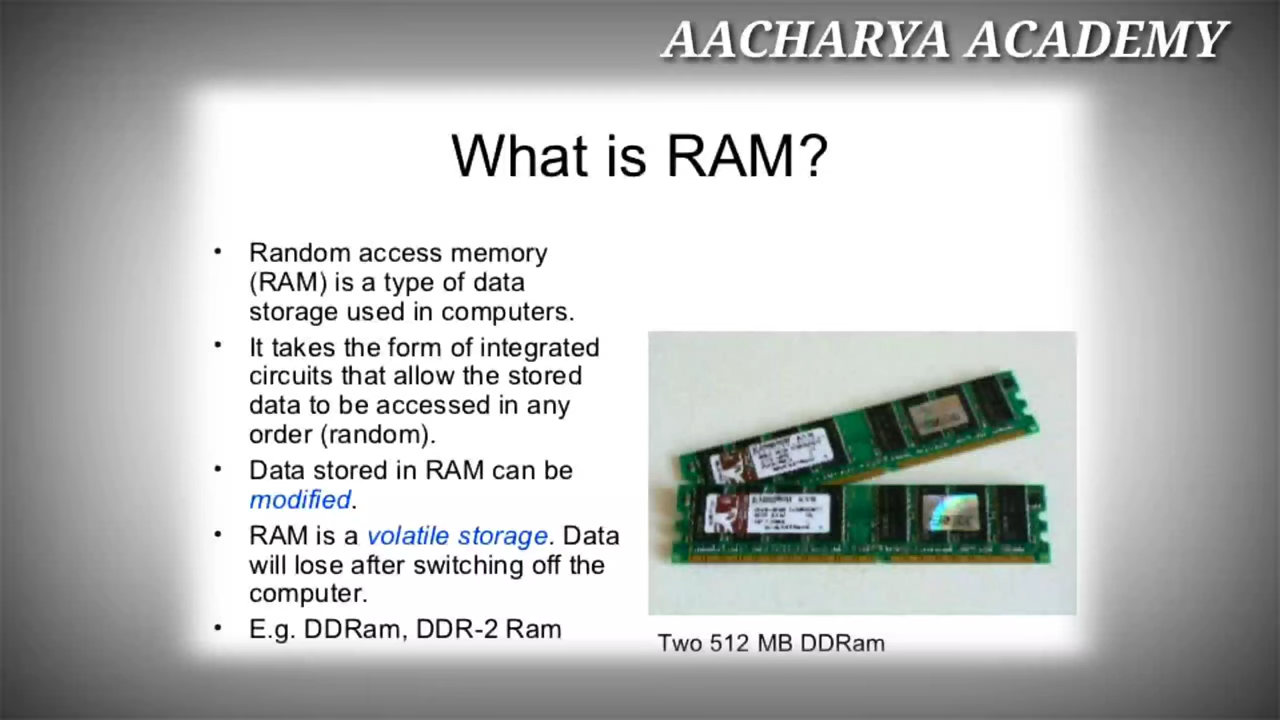 AACHARYA ACADEMY
What is RAM?
• Random access memory
(RAM) is a type of data
storage used in computers.
• It takes the form of integrated
circuits that allow the stored
data to be accessed in any
order (random).
• Data stored in RAM can be
modified.
• RAM is a volatile storage. Data
will lose after switching off the
computer.
• E.g. DDRam, DDR-2 Ram
Two 512 MB DDRam